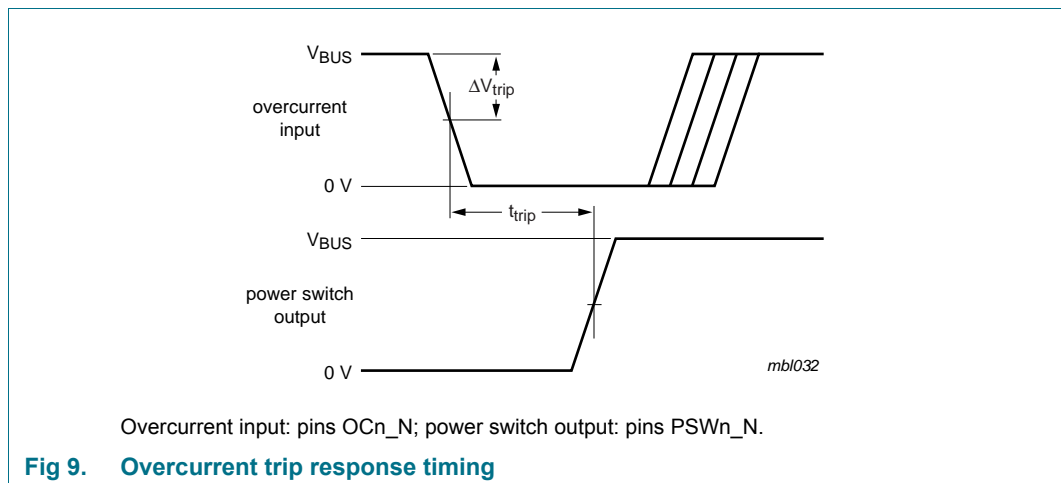 VBUS
ΔVtrip
overcurrent
input
0 V
ttrip
VBUS
power switch
output
0 V
mbl032
Overcurrent input: pins OCn_N; power switch output: pins PSWn_N.
Fig 9. Overcurrent trip response timing